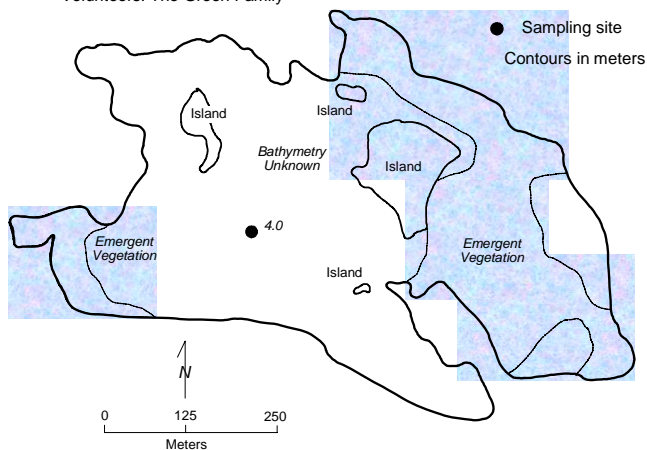 Volunteers: The Green Family
Sampling site
Contours in meters
Island
Island
Bathymetry
Unknown
Island
4.0
Emergent
Vegetation
Emergent
Vegetation
Island
N
0 125 250
Meters